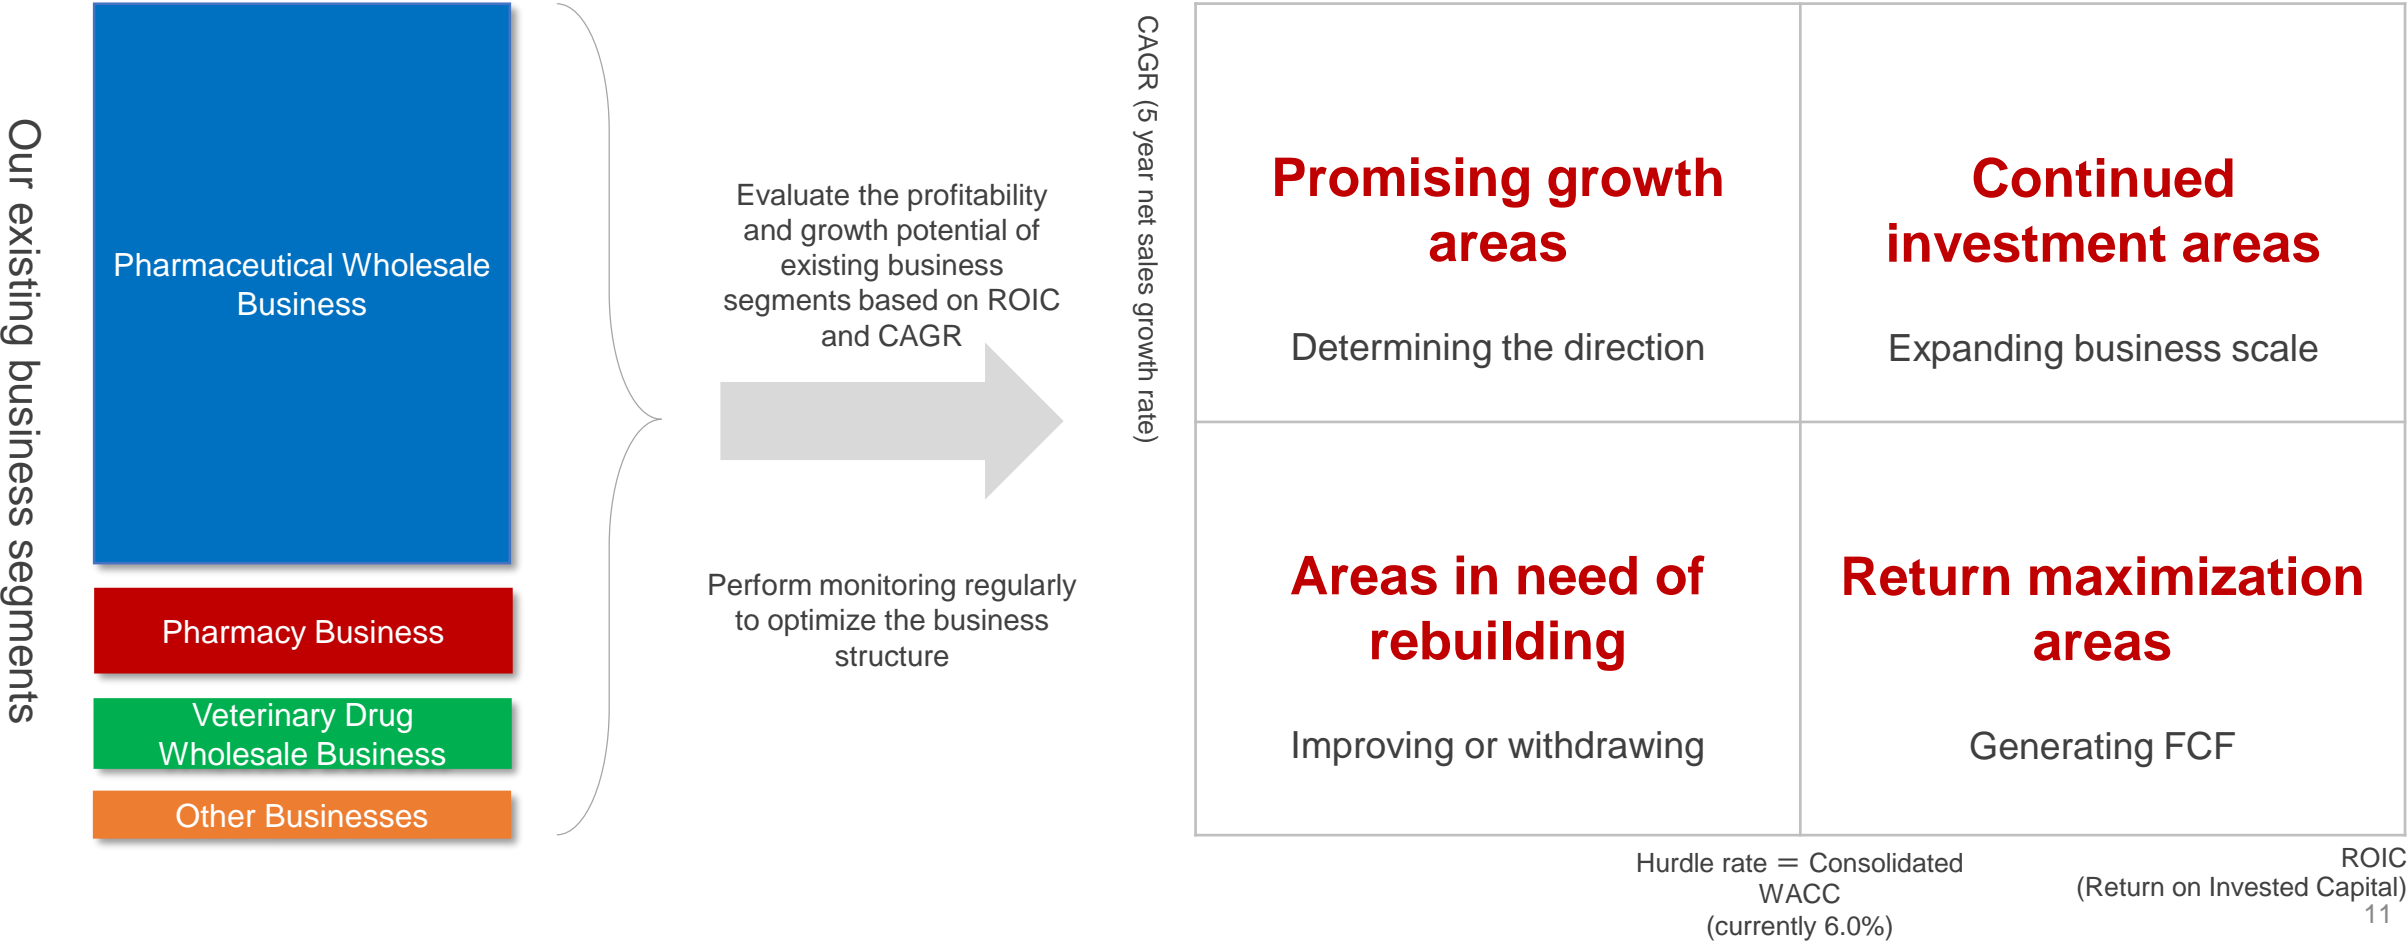 Our existing business segments
Pharmaceutical Wholesale
Business
Pharmacy Business
Veterinary Drug
Wholesale Business
Other Businesses
Evaluate the profitability
and growth potential of
existing business
segments based on ROIC
and CAGR
Perform monitoring regularly
to optimize the business
structure
CAGR (5 year net sales growth rate)
Promising growth
areas
Determining the direction
Continued
investment areas
Expanding business scale
Areas in need of
rebuilding
Improving or withdrawing
Return maximization
areas
Generating FCF
Hurdle rate = Consolidated
WACC
(currently 6.0%)
ROIC
(Return on Invested Capital)
11